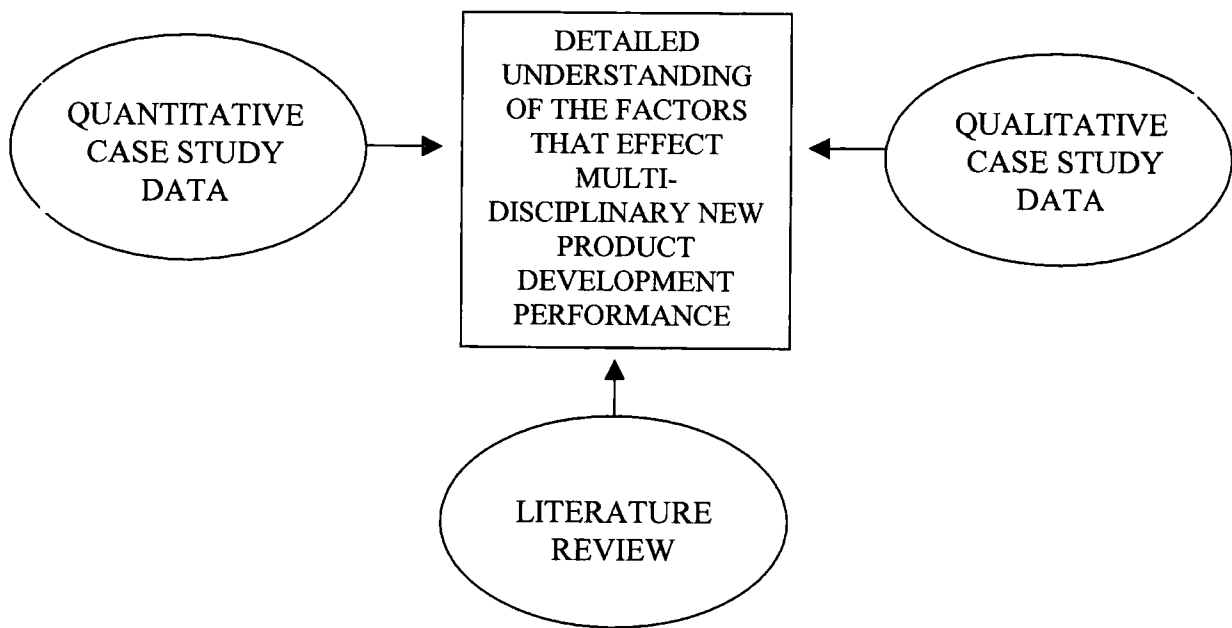 QUANTITATIVE
CASE STUDY
DATA
DETAILED
UNDERSTANDING
OF THE FACTORS
THAT EFFECT
MULTI-
DISCIPLINARY NEW
PRODUCT
DEVELOPMENT
PERFORMANCE
QUALITATIVE
CASE STUDY
DATA
LITERATURE
REVIEW